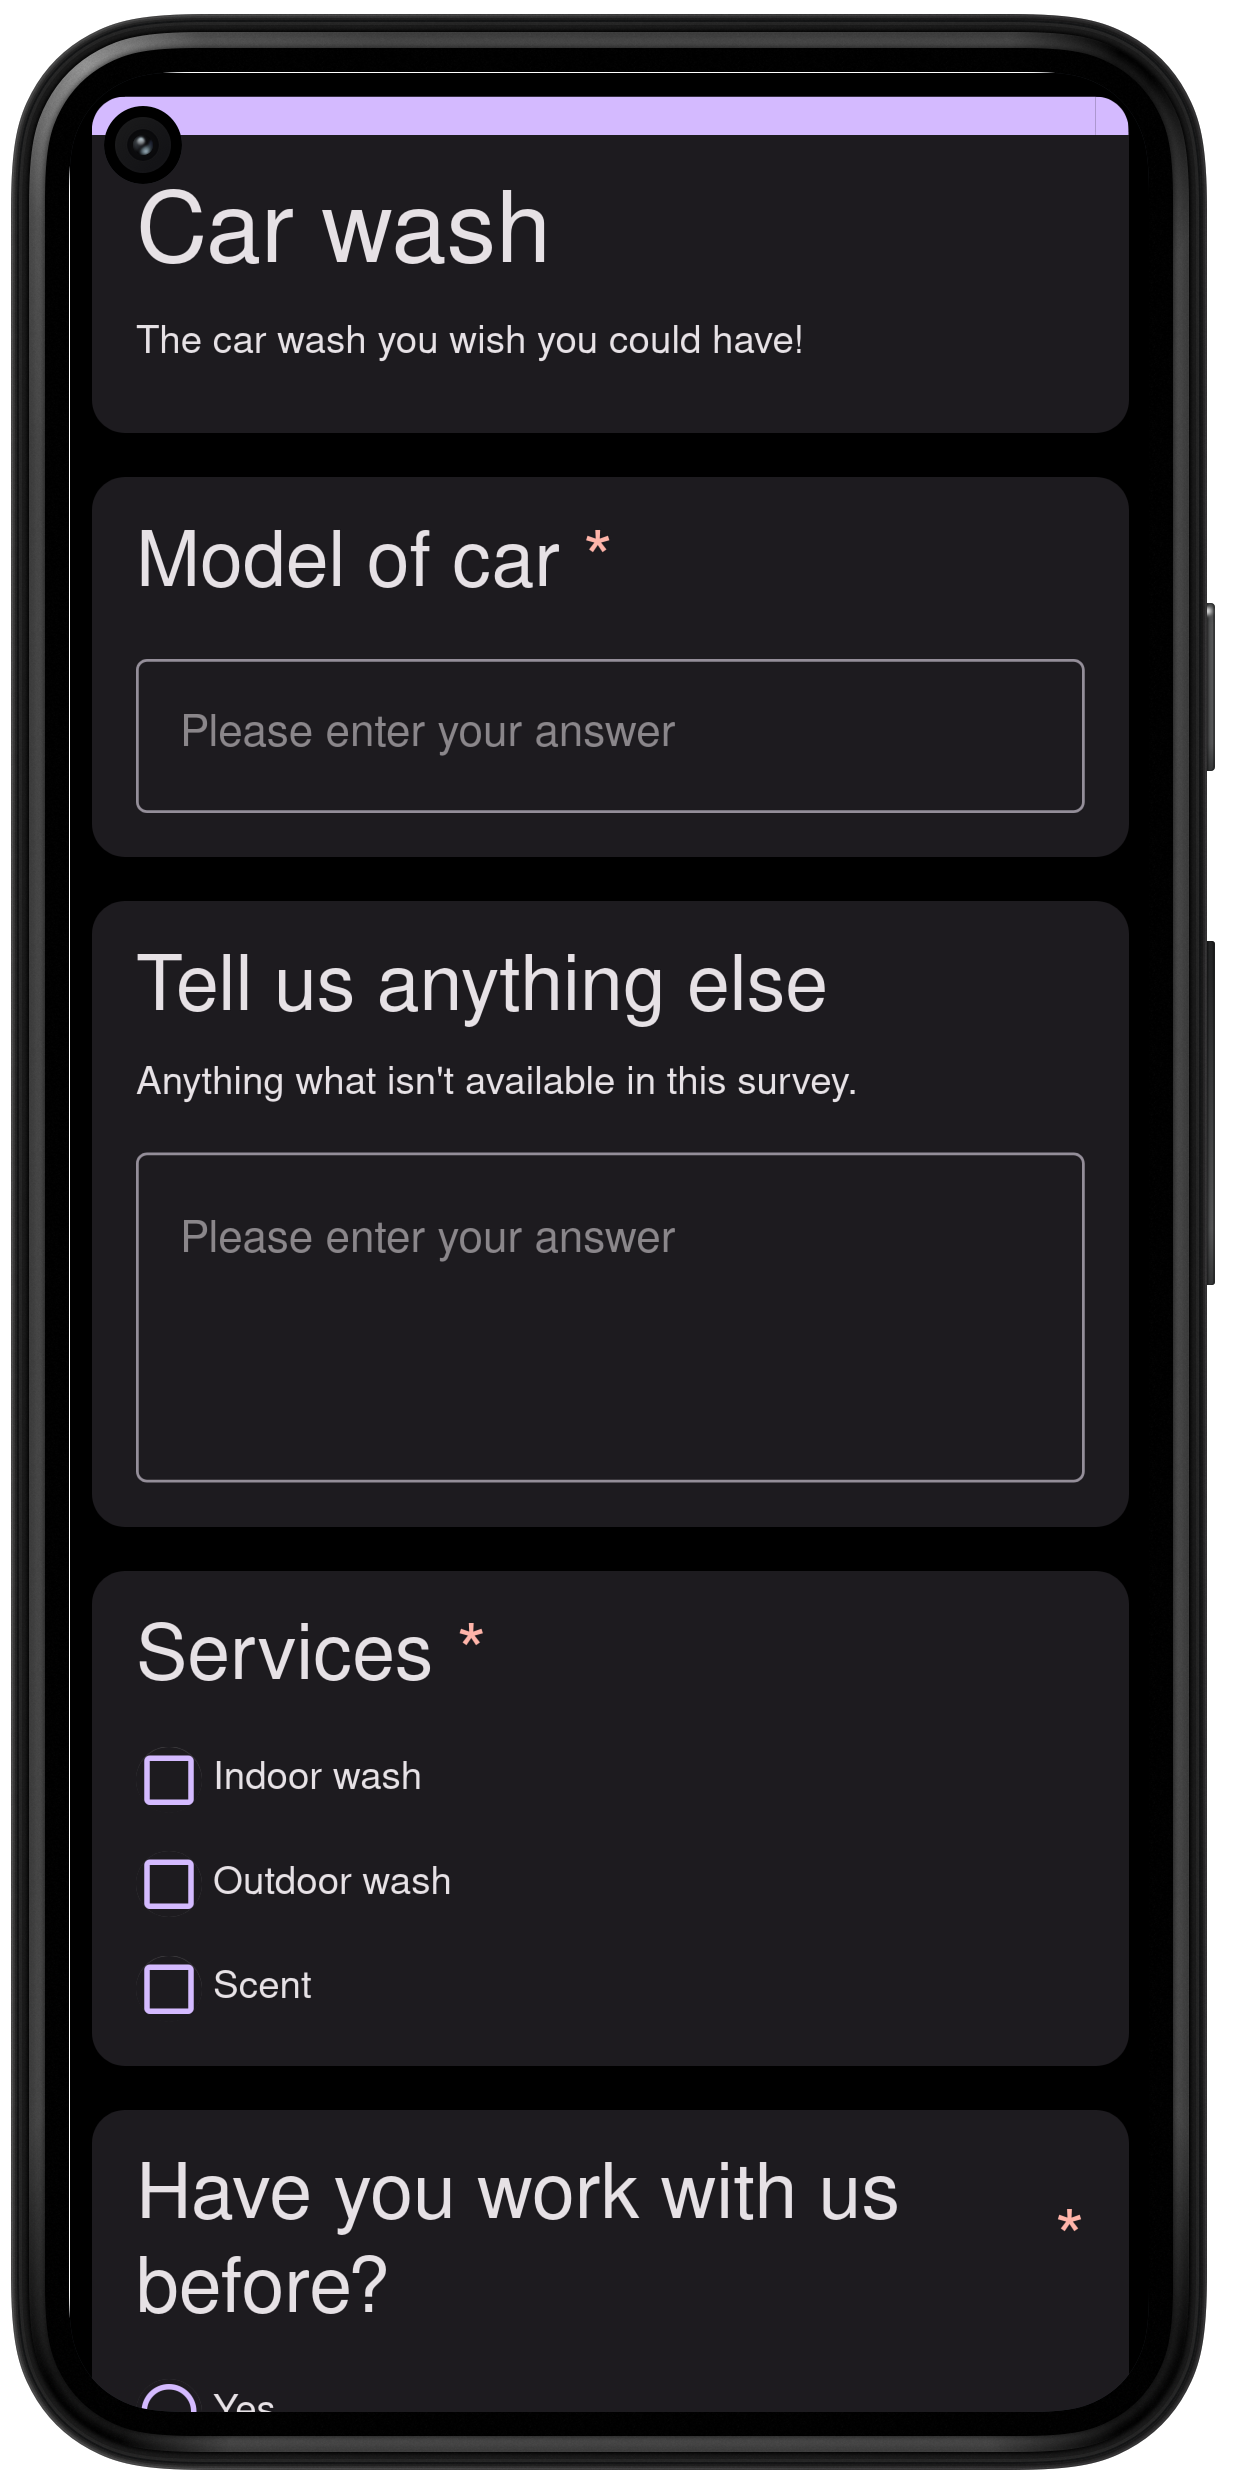 Car wash
The car wash you wish you could have!
Model of car *
Please enter your answer
Tell us anything else
Anything what isn't available in this survey.
Please enter your answer
Services *
Indoor wash
Outdoor wash
Scent
Have you work with us
before? *
Yes